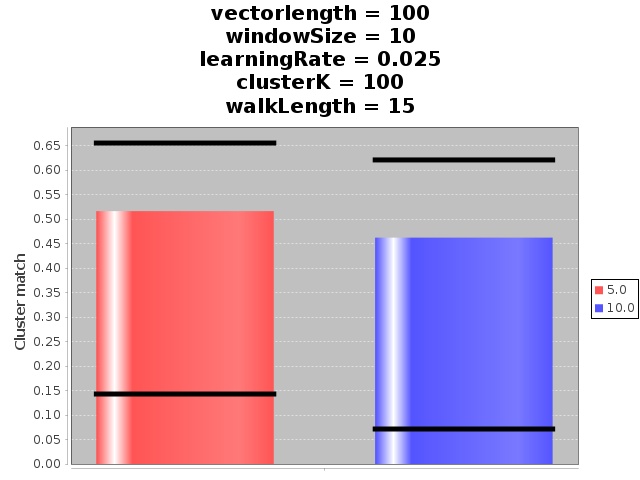 vectorlength = 100
windowSize = 10
learningRate = 0.025
clusterK = 100
walkLength = 15
Cluster match
0.65
0.60
0.55
0.50
0.45
0.40
0.35
0.30
0.25
0.20
0.15
0.10
0.05
0.00
5.0
10.0